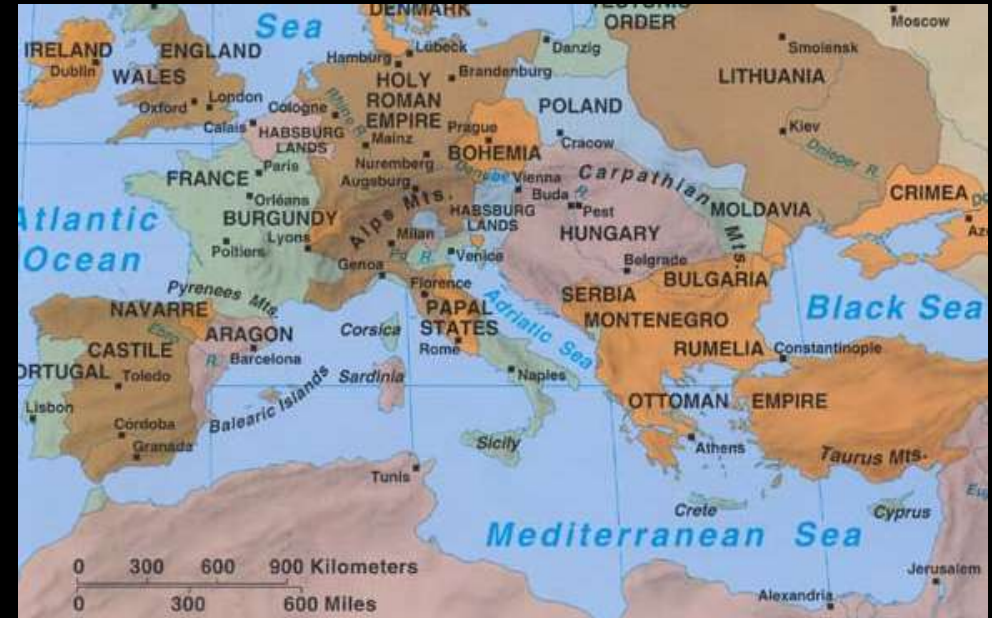 DENMARK
TEUTONIC
ORDER
Moscow
Sea
IRELAND
Dublin
ENGLAND
WALES
Oxford
London
Calais
Hamburg
Lübeck
Brandenburg
HOLY
ROMAN
EMPIRE
Cologne
Rhine R.
HABSBURG
LANDS
Mainz
Nuremberg
Augsburg
Prague
BOHEMIA
Danzig
POLAND
Cracow
LITHUANIA
Smolensk
Kiev
Dnieper R.
CRIMEA
FRANCE
Paris
Orléans
BURGUNDY
Poitiers
Lyons
Alps Mts.
Danube
R.
Vienna
Buda
Pest
HABSBURG
LANDS
HUNGARY
Carpathian
Mts.
MOLDAVIA
Belgrade
Milan
Po
R.
Venice
Genoa
Florence
PAPAL
STATES
Rome
Adriatic Sea
SERBIA
BULGARIA
MONTENEGRO
RUMELIA
Constantinople
Black Sea
Atlantic
Ocean
Pyrenees Mts.
NAVARRE
Ebro
R.
ARAGON
Barcelona
CASTILE
ORTUGAL
Toledo
Lisbon
Córdoba
Granada
Balearic Islands
Corsica
Sardinia
Naples
Sicily
Tunis
OTTOMAN EMPIRE
Athens
Taurus Mts.
Crete
Cyprus
Mediterranean Sea
Jerusalem
Alexandria
0 300 600 900 Kilometers
0 300 600 Miles